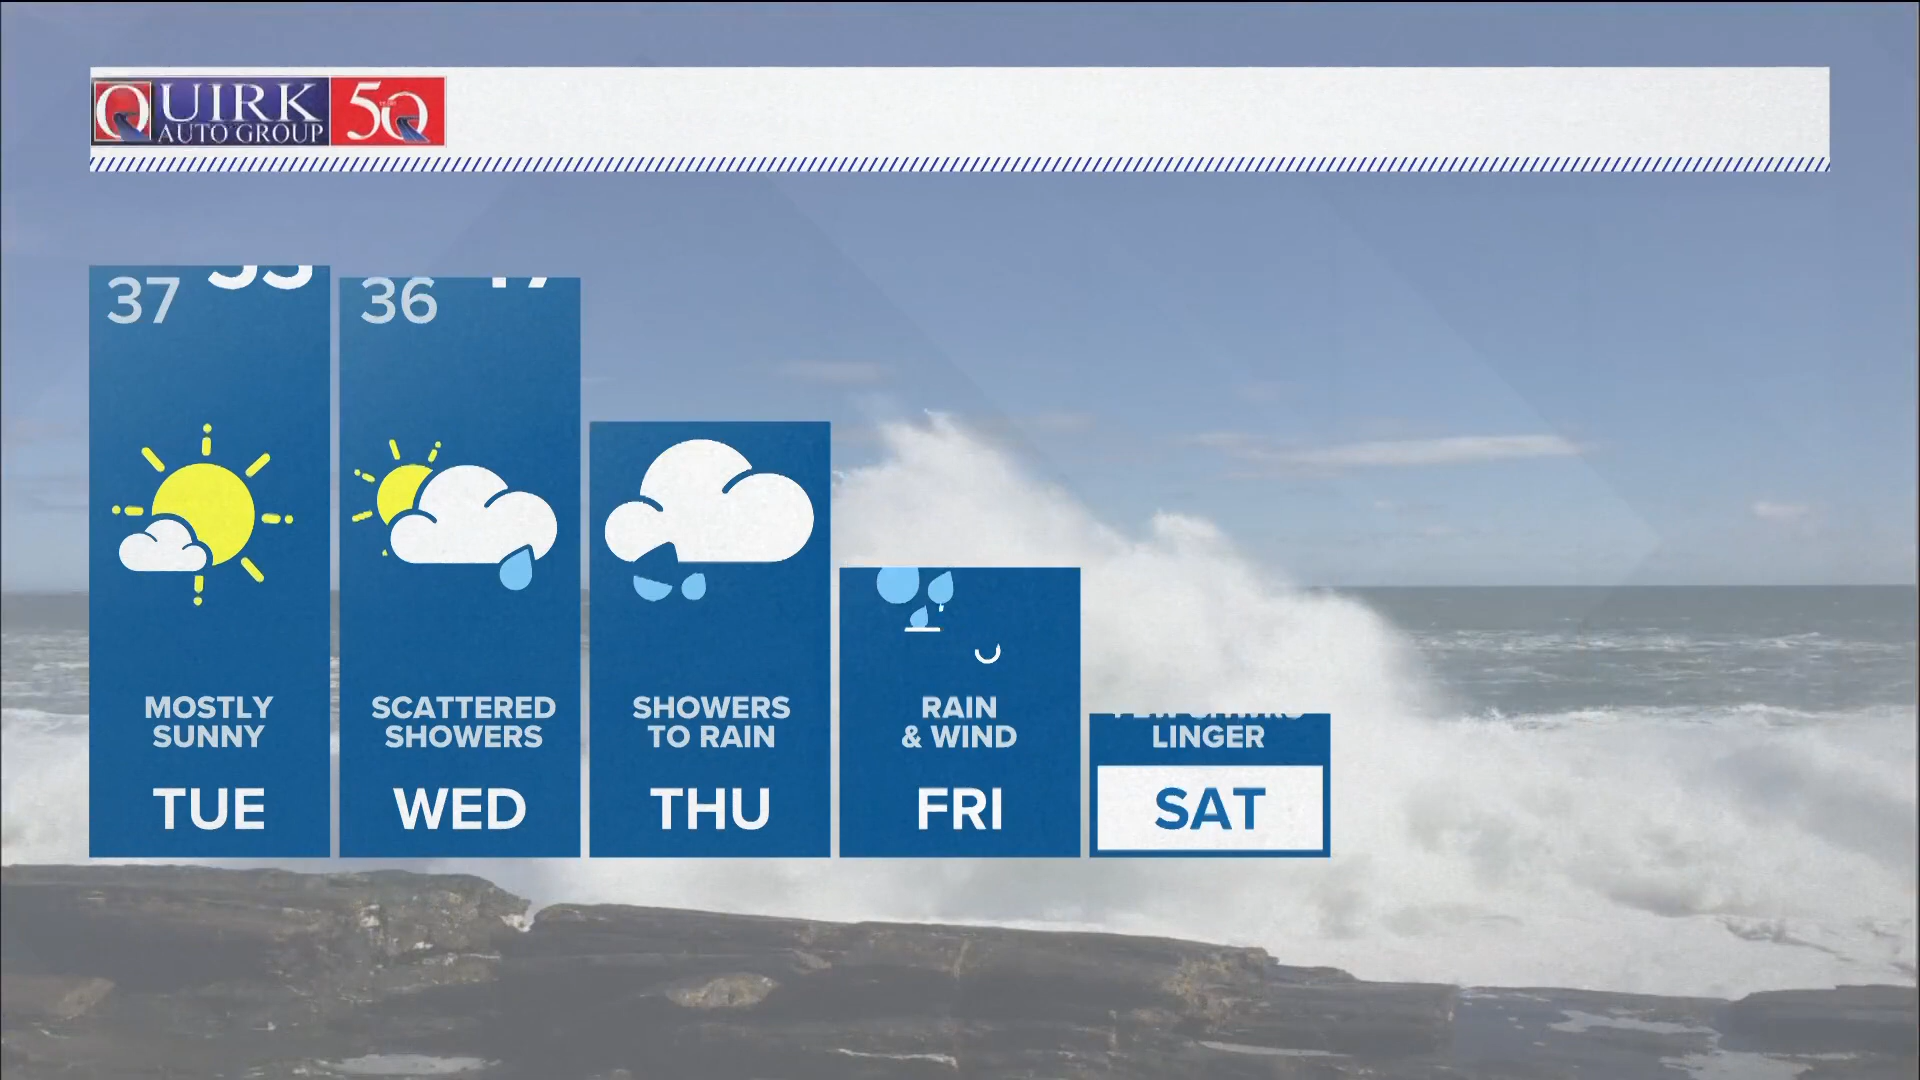 QUIRK
AUTO GROUP
50
37
36
MOSTLY
SUNNY
TUE
SCATTERED
SHOWERS
WED
SHOWERS
TO RAIN
THU
RAIN
& WIND
FRI
LINGER
SAT